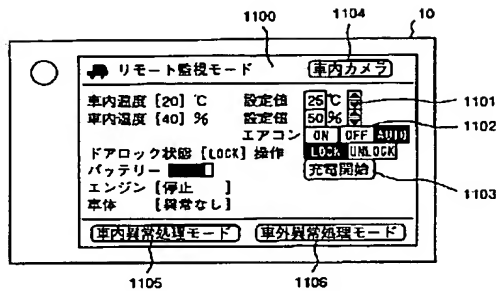 1100
1104
10
リモート監視モード
車内カメラ
車内温度 [20] ℃ 設定値 25 ℃
車内湿度 [40] % 設定値 50 %
1101
エアコン ON OFF AUTO
1102
ドアロック状態 [LOCK] 操作 LOCK UNLOCK
バッテリー 充電開始
エンジン [停止 ]
1103
車体 [異常なし]
車内異常処理モード 車外異常処理モード
1105
1106